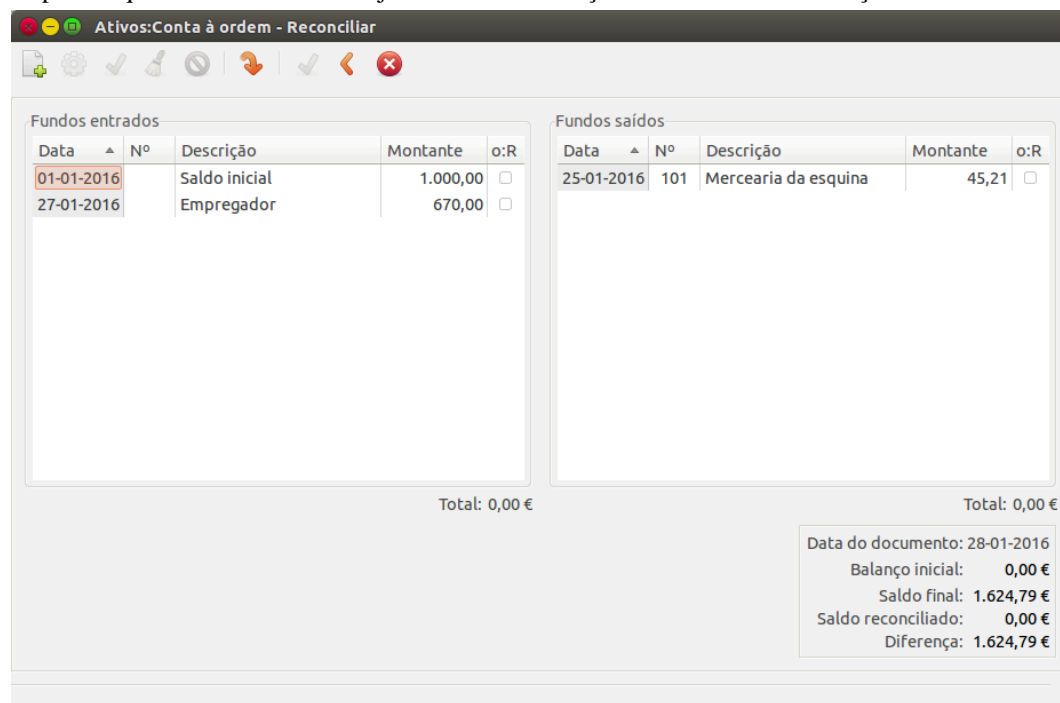 Ativos:Conta à ordem - Reconciliar
Fundos entrados
Data Nº Descrição Montante o:R
01-01-2016 Saldo inicial 1.000,00
27-01-2016 Empregador 670,00
Total: 0,00 €
Fundos saídos
Data Nº Descrição Montante o:R
25-01-2016 101 Mercearia da esquina 45,21
Total: 0,00 €
Data do documento: 28-01-2016
Balanço inicial: 0,00 €
Saldo final: 1.624,79 €
Saldo reconciliado: 0,00 €
Diferença: 1.624,79 €